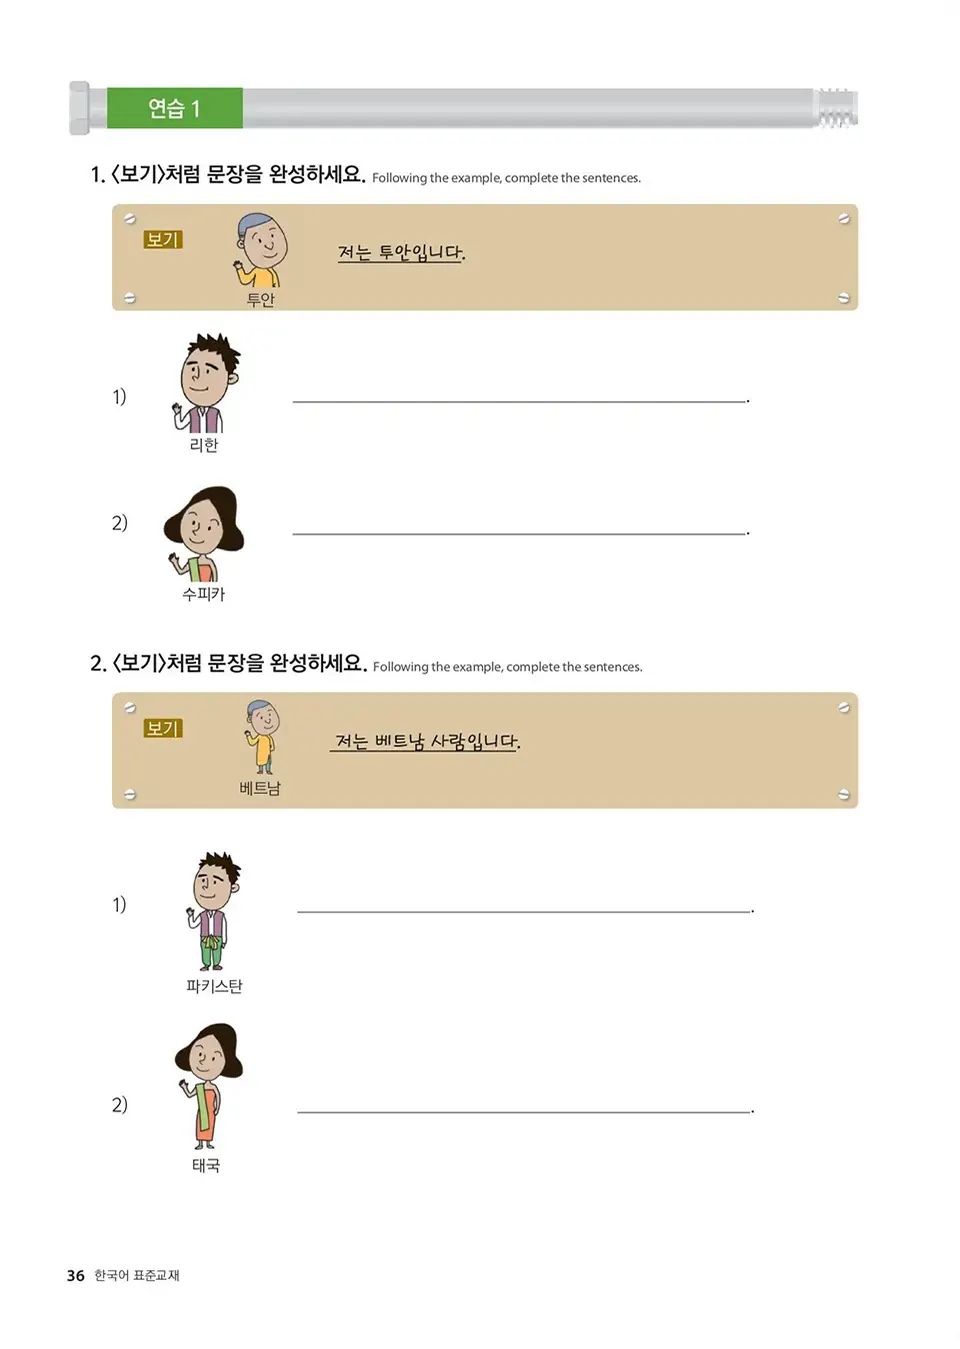 연습 1
1. 〈보기〉처럼 문장을 완성하세요. Following the example, complete the sentences.
보기
저는 투안입니다.
투안
1)
.
리한
2)
.
수피카
2. 〈보기〉처럼 문장을 완성하세요. Following the example, complete the sentences.
보기
저는 베트남 사람입니다.
베트남
1)
.
파키스탄
2)
.
태국
36 한국어 표준교재